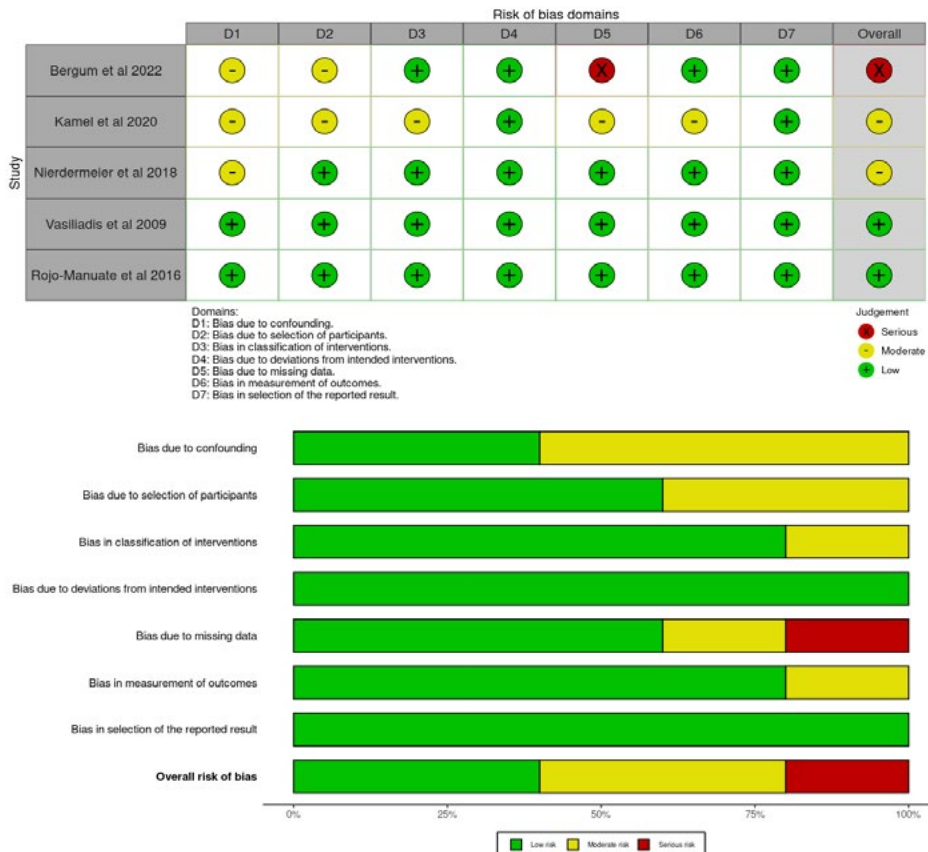 Risk of bias domains
D1 D2 D3 D4 D5 D6 D7 Overall
Study
Bergum et al 2022 - - + + X + + X
Kamel et al 2020 - - - + - - + -
Nierdermeier et al 2018 - + + + + + + -
Vasiliadis et al 2009 + + + + + + + +
Rojo-Manuate et al 2016 + + + + + + + +
Domains:
D1: Bias due to confounding.
D2: Bias due to selection of participants.
D3: Bias in classification of interventions.
D4: Bias due to deviations from intended interventions.
D5: Bias due to missing data.
D6: Bias in measurement of outcomes.
D7: Bias in selection of the reported result.
Judgement
X Serious
- Moderate
+ Low
Bias due to confounding
Bias due to selection of participants
Bias in classification of interventions
Bias due to deviations from intended interventions
Bias due to missing data
Bias in measurement of outcomes
Bias in selection of the reported result
Overall risk of bias
0% 25% 50% 75% 100%
Low risk Moderate risk Serious risk